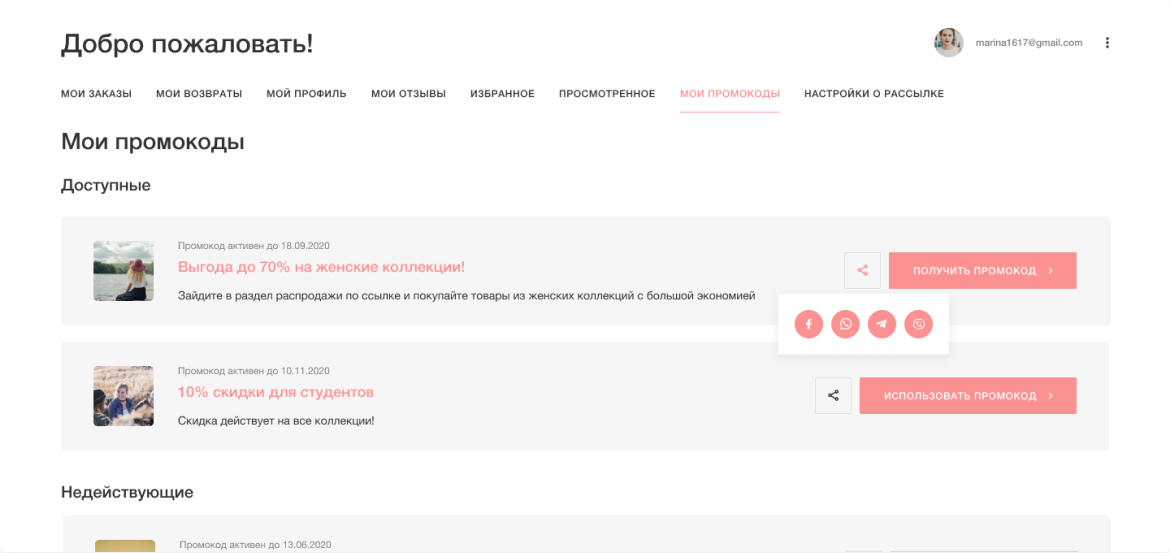 Добро пожаловать!
marina1617@gmail.com
МОИ ЗАКАЗЫ МОИ ВОЗВРАТЫ МОЙ ПРОФИЛЬ МОИ ОТЗЫВЫ ИЗБРАННОЕ ПРОСМОТРЕННОЕ МОИ ПРОМОКОДЫ НАСТРОЙКИ О РАССЫЛКЕ
Мои промокоды
Доступные
Промокод активен до 18.09.2020
Выгода до 70% на женские коллекции!
Зайдите в раздел распродажи по ссылке и покупайте товары из женских коллекций с большой экономией
ПОЛУЧИТЬ ПРОМОКОД
Промокод активен до 10.11.2020
10% скидки для студентов
Скидка действует на все коллекции!
ИСПОЛЬЗОВАТЬ ПРОМОКОД
Недействующие
Промокод активен до 13.06.2020